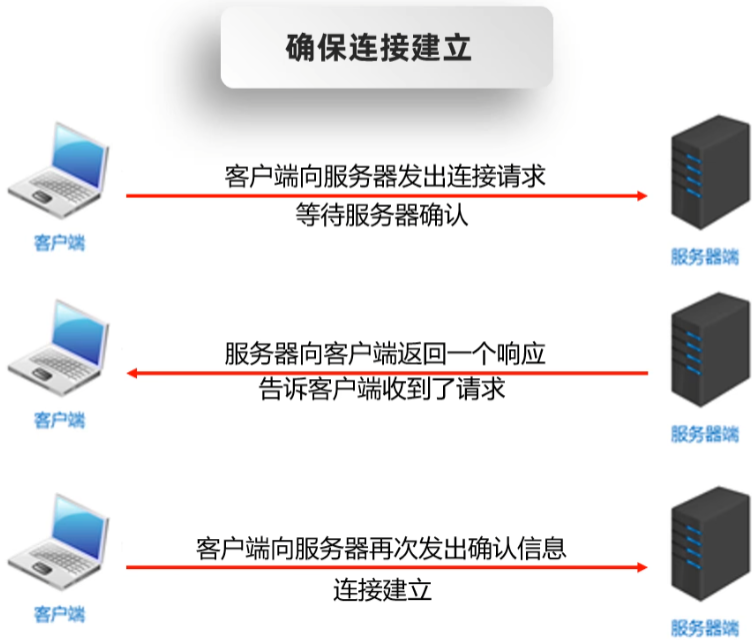 确保连接建立
客户端向服务器发出连接请求
等待服务器确认
客户端
服务器端
服务器向客户端返回一个响应
告诉客户端收到了请求
客户端
服务器端
客户端向服务器再次发出确认信息
连接建立
客户端
服务器端